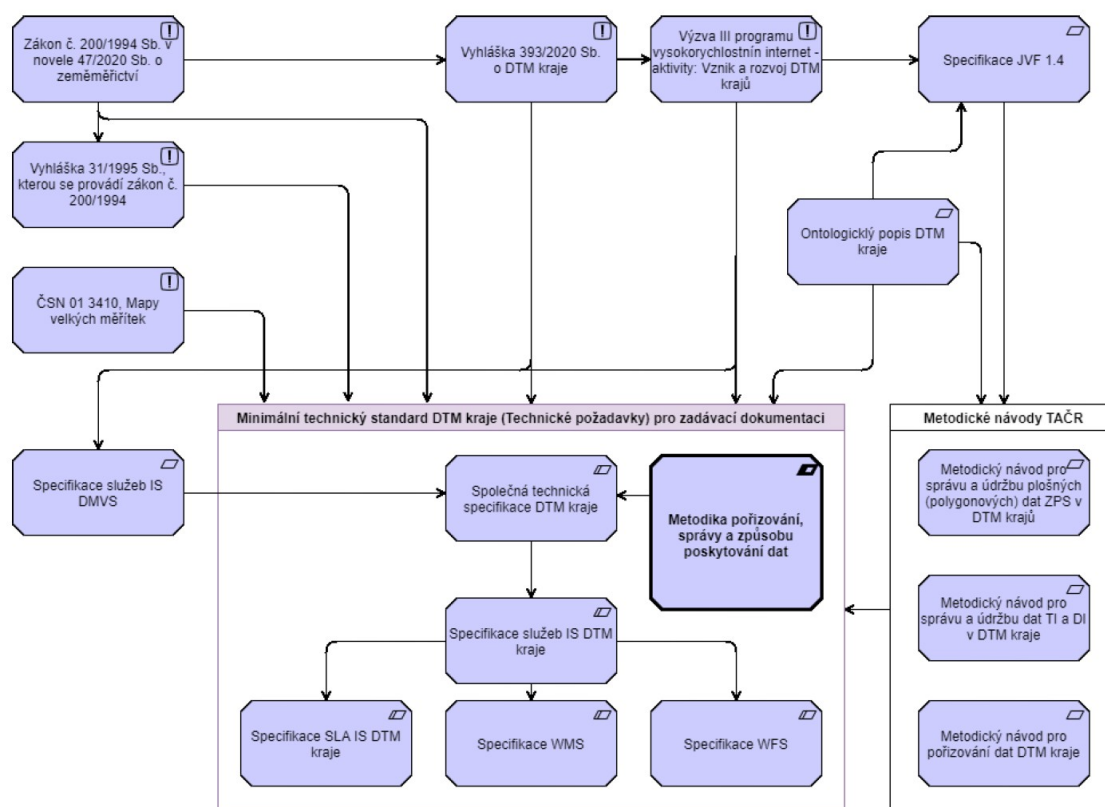 Zákon č. 200/1994 Sb. v
novele 47/2020 Sb. o
zeměměřictví
Vyhláška 393/2020 Sb.
o DTM kraje
Výzva III programu
vysokorychlostnín internet -
aktivity: Vznik a rozvoj DTM
krajů
Specifikace JVF 1.4
Vyhláška 31/1995 Sb.,
kterou se provádí zákon č.
200/1994
Ontologicklý popis DTM
kraje
ČSN 01 3410, Mapy
velkých měřítek
Minimální technický standard DTM kraje (Technické požadavky) pro zadávací dokumentaci
Metodické návody TAČR
Specifikace služeb IS
DMVS
Společná technická
specifikace DTM kraje
Metodika pořizování,
správy a způsobu
poskytování dat
Metodický návod pro
správu a údržbu plošných
(polygonových) dat ZPS v
DTM krajů
Specifikace služeb IS DTM
kraje
Metodický návod pro
správu a údržbu dat TI a DI
v DTM kraje
Specifikace SLA IS DTM
kraje
Specifikace WMS
Specifikace WFS
Metodický návod pro
pořizování dat DTM kraje